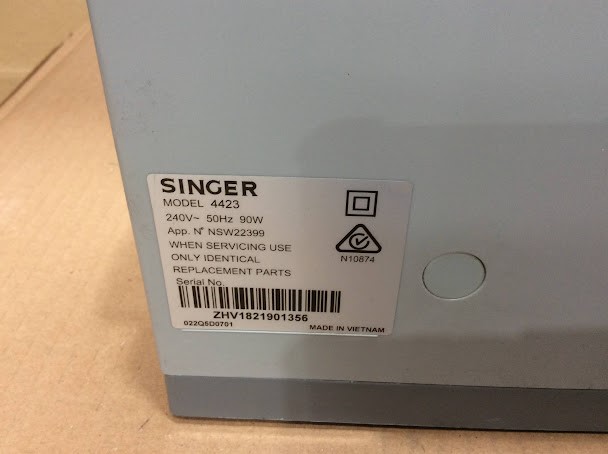 SINGER
MODEL 4423
240V~ 50Hz 90W
App. Nº NSW22399
WHEN SERVICING USE
ONLY IDENTICAL
REPLACEMENT PARTS
Serial No.
ZHV1821901356
022Q6D0701
MADE IN VIETNAM
N10874